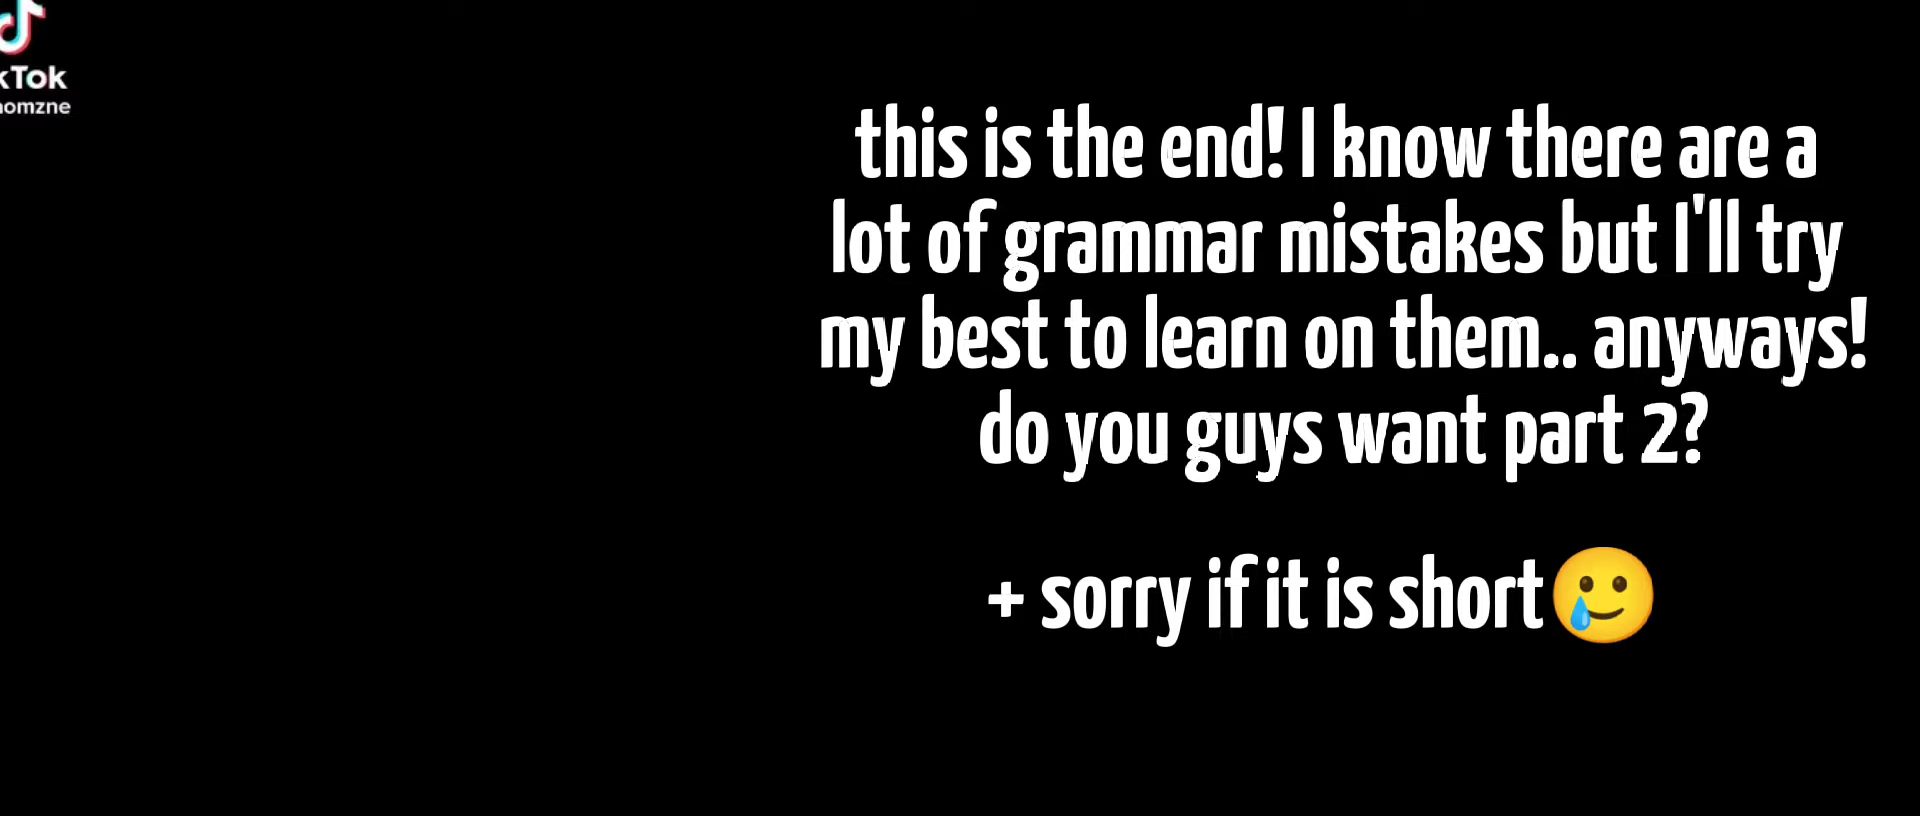 kTok
omzne
this is the end! I know there are a
lot of grammar mistakes but I'll try
my best to learn on them.. anyways!
do you guys want part 2?
+ sorry if it is short🥲